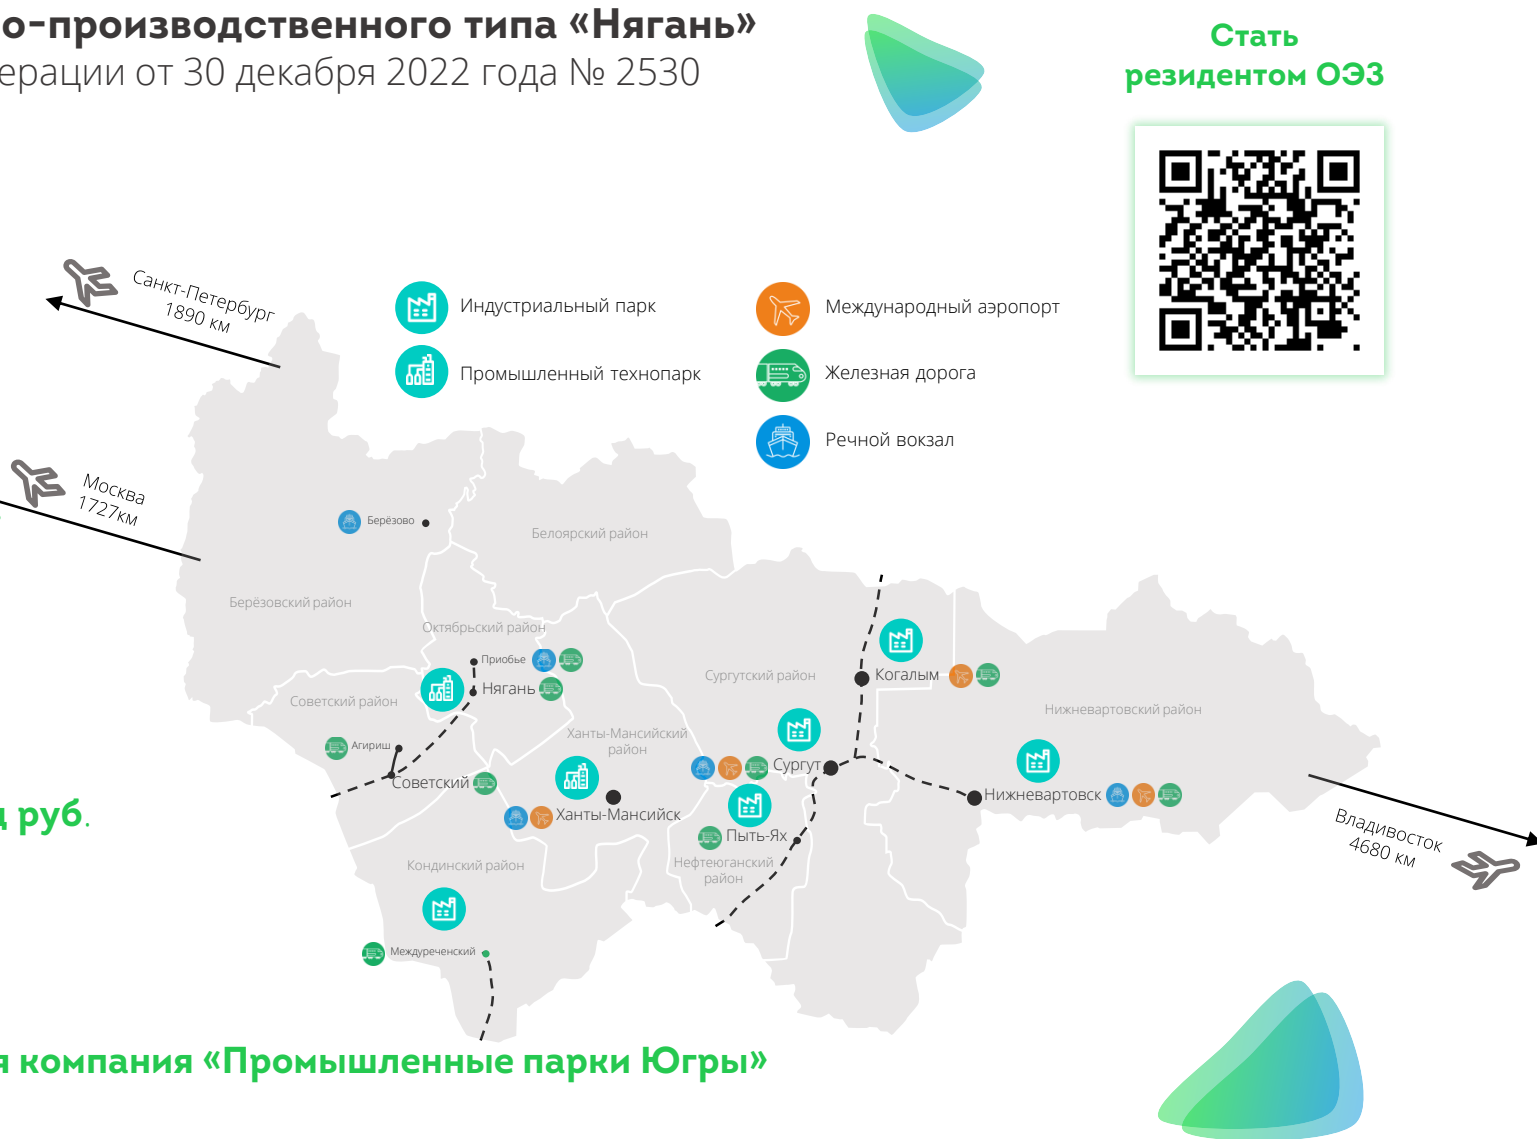 о-производственного типа «Нягань»
ерации от 30 декабря 2022 года № 2530
Стать
резидентом ОЭЗ
Санкт-Петербург
1890 км
Индустриальный парк
Международный аэропорт
Промышленный технопарк
Железная дорога
Речной вокзал
Москва
1727км
Берёзово
Белоярский район
Берёзовский район
Октябрьский район
Приобье
Нягань
Советский район
Сургутский район
Когалым
Нижневартовский район
Ханты-Мансийский
район
Агириш
Советский
Сургут
Нижневартовск
Ханты-Мансийск
Пыть-Ях
Нефтеюганский
район
Владивосток
4680 км
д руб.
Кондинский район
Междуреченский
я компания «Промышленные парки Югры»